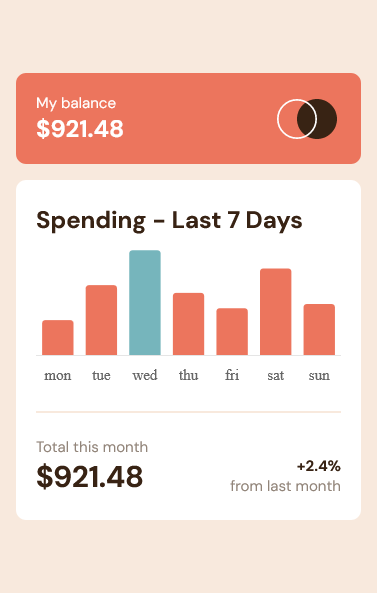 My balance
$921.48
Spending - Last 7 Days
mon tue wed thu fri sat sun
Total this month
$921.48
+2.4%
from last month